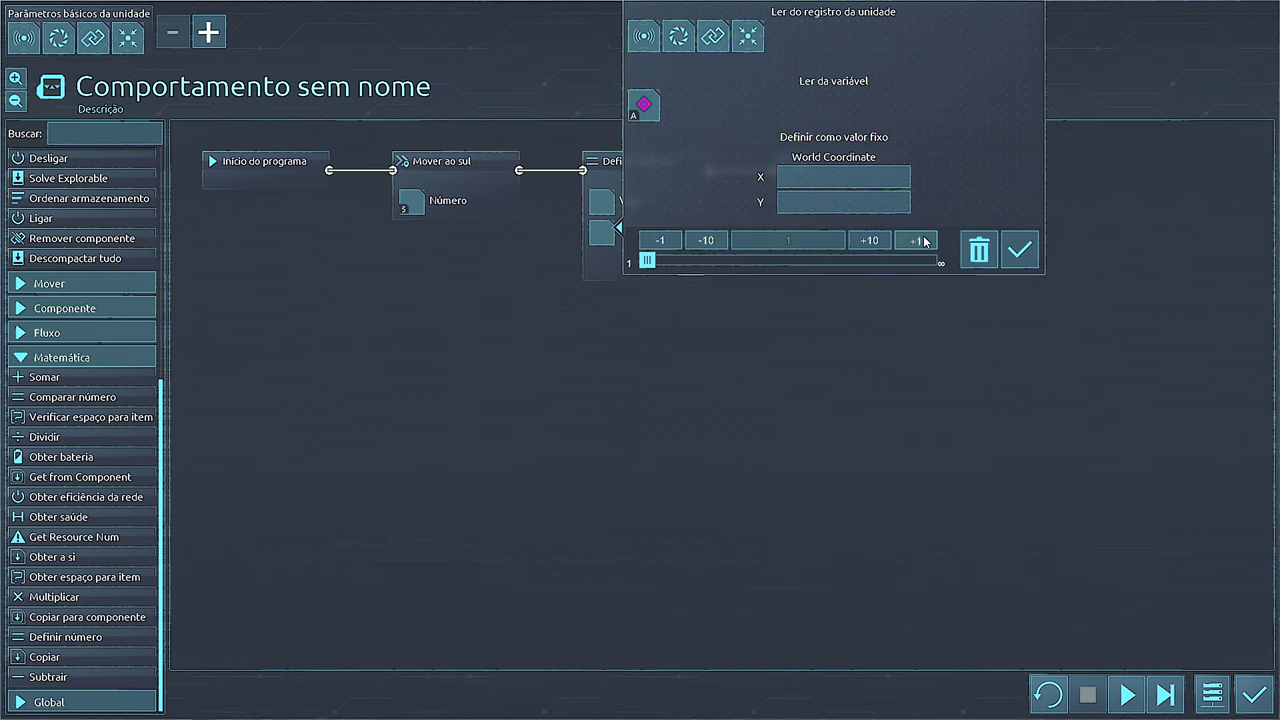 Parâmetros básicos da unidade
Comportamento sem nome
Descrição
Buscar:
Desligar
Solve Explorable
Ordenar armazenamento
Ligar
Remover componente
Descompactar tudo
Mover
Componente
Fluxo
Matemática
Somar
Comparar número
Verificar espaço para item
Dividir
Obter bateria
Get from Component
Obter eficiência da rede
Obter saúde
Get Resource Num
Obter a si
Obter espaço para item
Multiplicar
Copiar para componente
Definir número
Copiar
Subtrair
Global
Início do programa
Mover ao sul
5
Número
Defi
Ler do registro da unidade
Ler da variável
A
Definir como valor fixo
World Coordinate
X
Y
-1
-10
1
+10
+1
1
∞